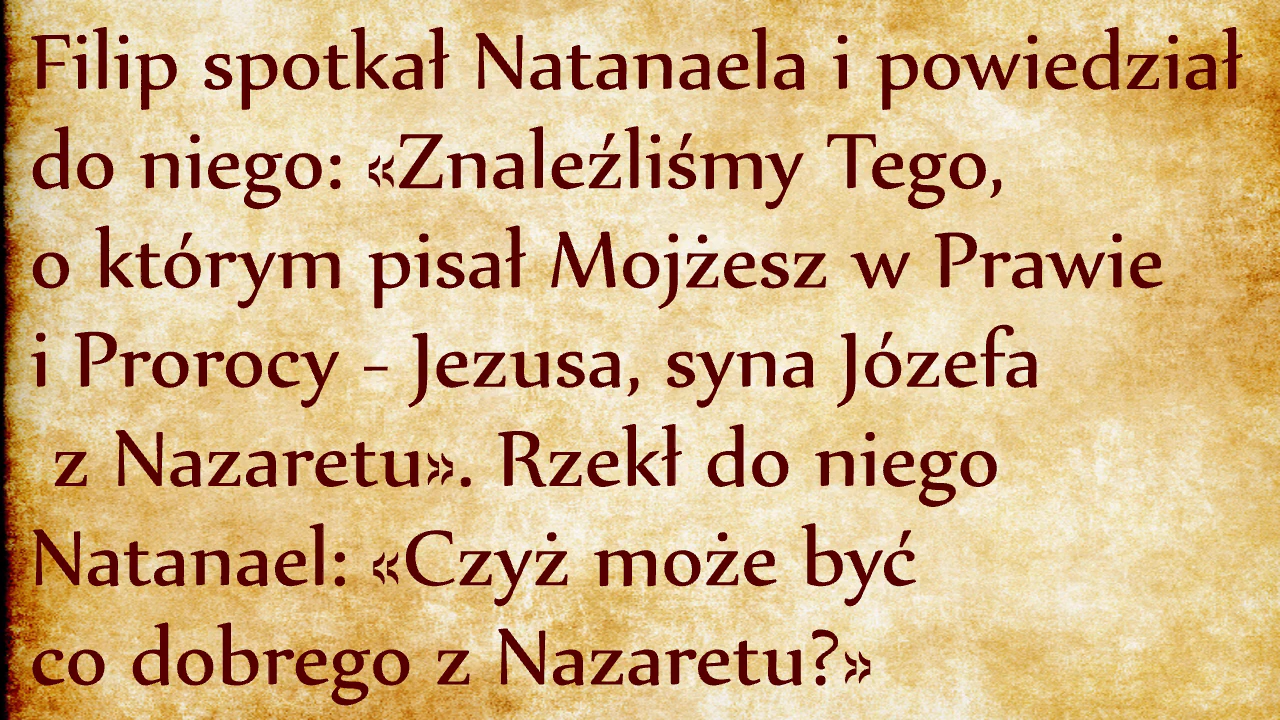 Filip spotkał Natanaela i powiedział
do niego: «Znaleźliśmy Tego,
o którym pisał Mojżesz w Prawie
i Prorocy - Jezusa, syna Józefa
z Nazaretu». Rzekł do niego
Natanael: «Czyż może być
co dobrego z Nazaretu?»